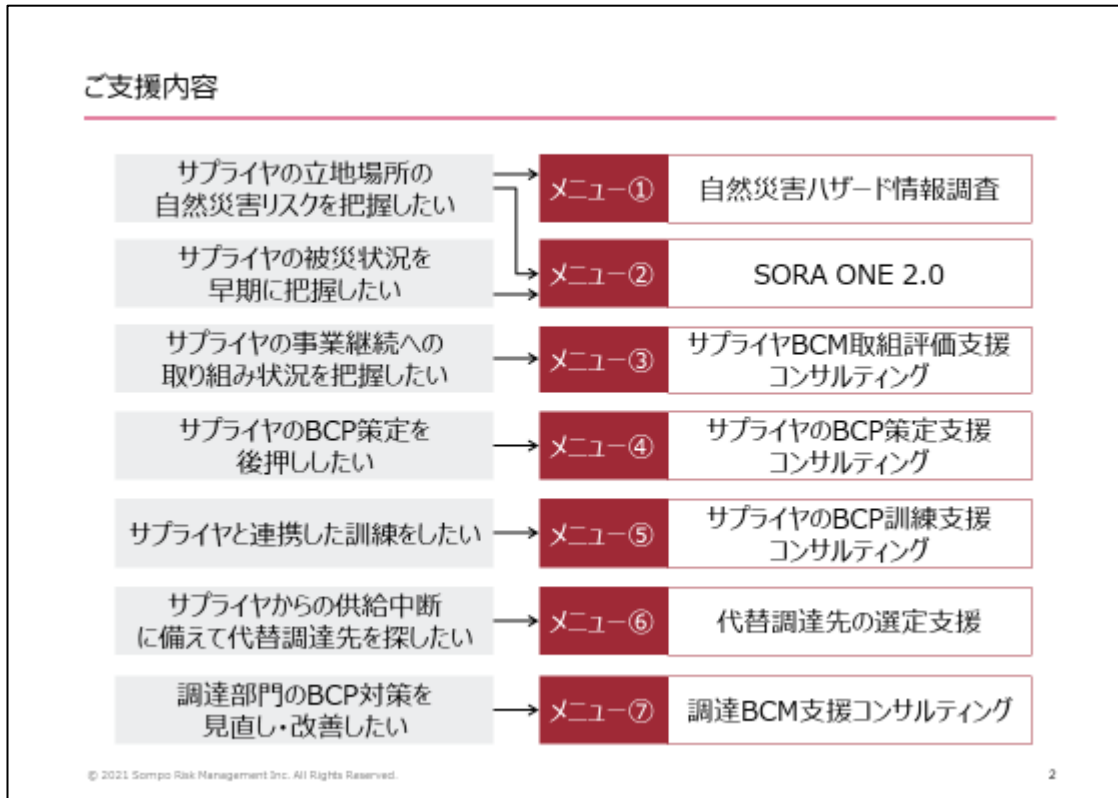 ご支援内容
サプライヤの立地場所の
自然災害リスクを把握したい
メニュー①
自然災害ハザード情報調査
サプライヤの被災状況を
早期に把握したい
メニュー②
SORA ONE 2.0
サプライヤの事業継続への
取り組み状況を把握したい
メニュー③
サプライヤBCM取組評価支援
コンサルティング
サプライヤのBCP策定を
後押ししたい
メニュー④
サプライヤのBCP策定支援
コンサルティング
サプライヤと連携した訓練をしたい
メニュー⑤
サプライヤのBCP訓練支援
コンサルティング
サプライヤからの供給中断
に備えて代替調達先を探したい
メニュー⑥
代替調達先の選定支援
調達部門のBCP対策を
見直し・改善したい
メニュー⑦
調達BCM支援コンサルティング
© 2021 Sompo Risk Management Inc. All Rights Reserved.
2